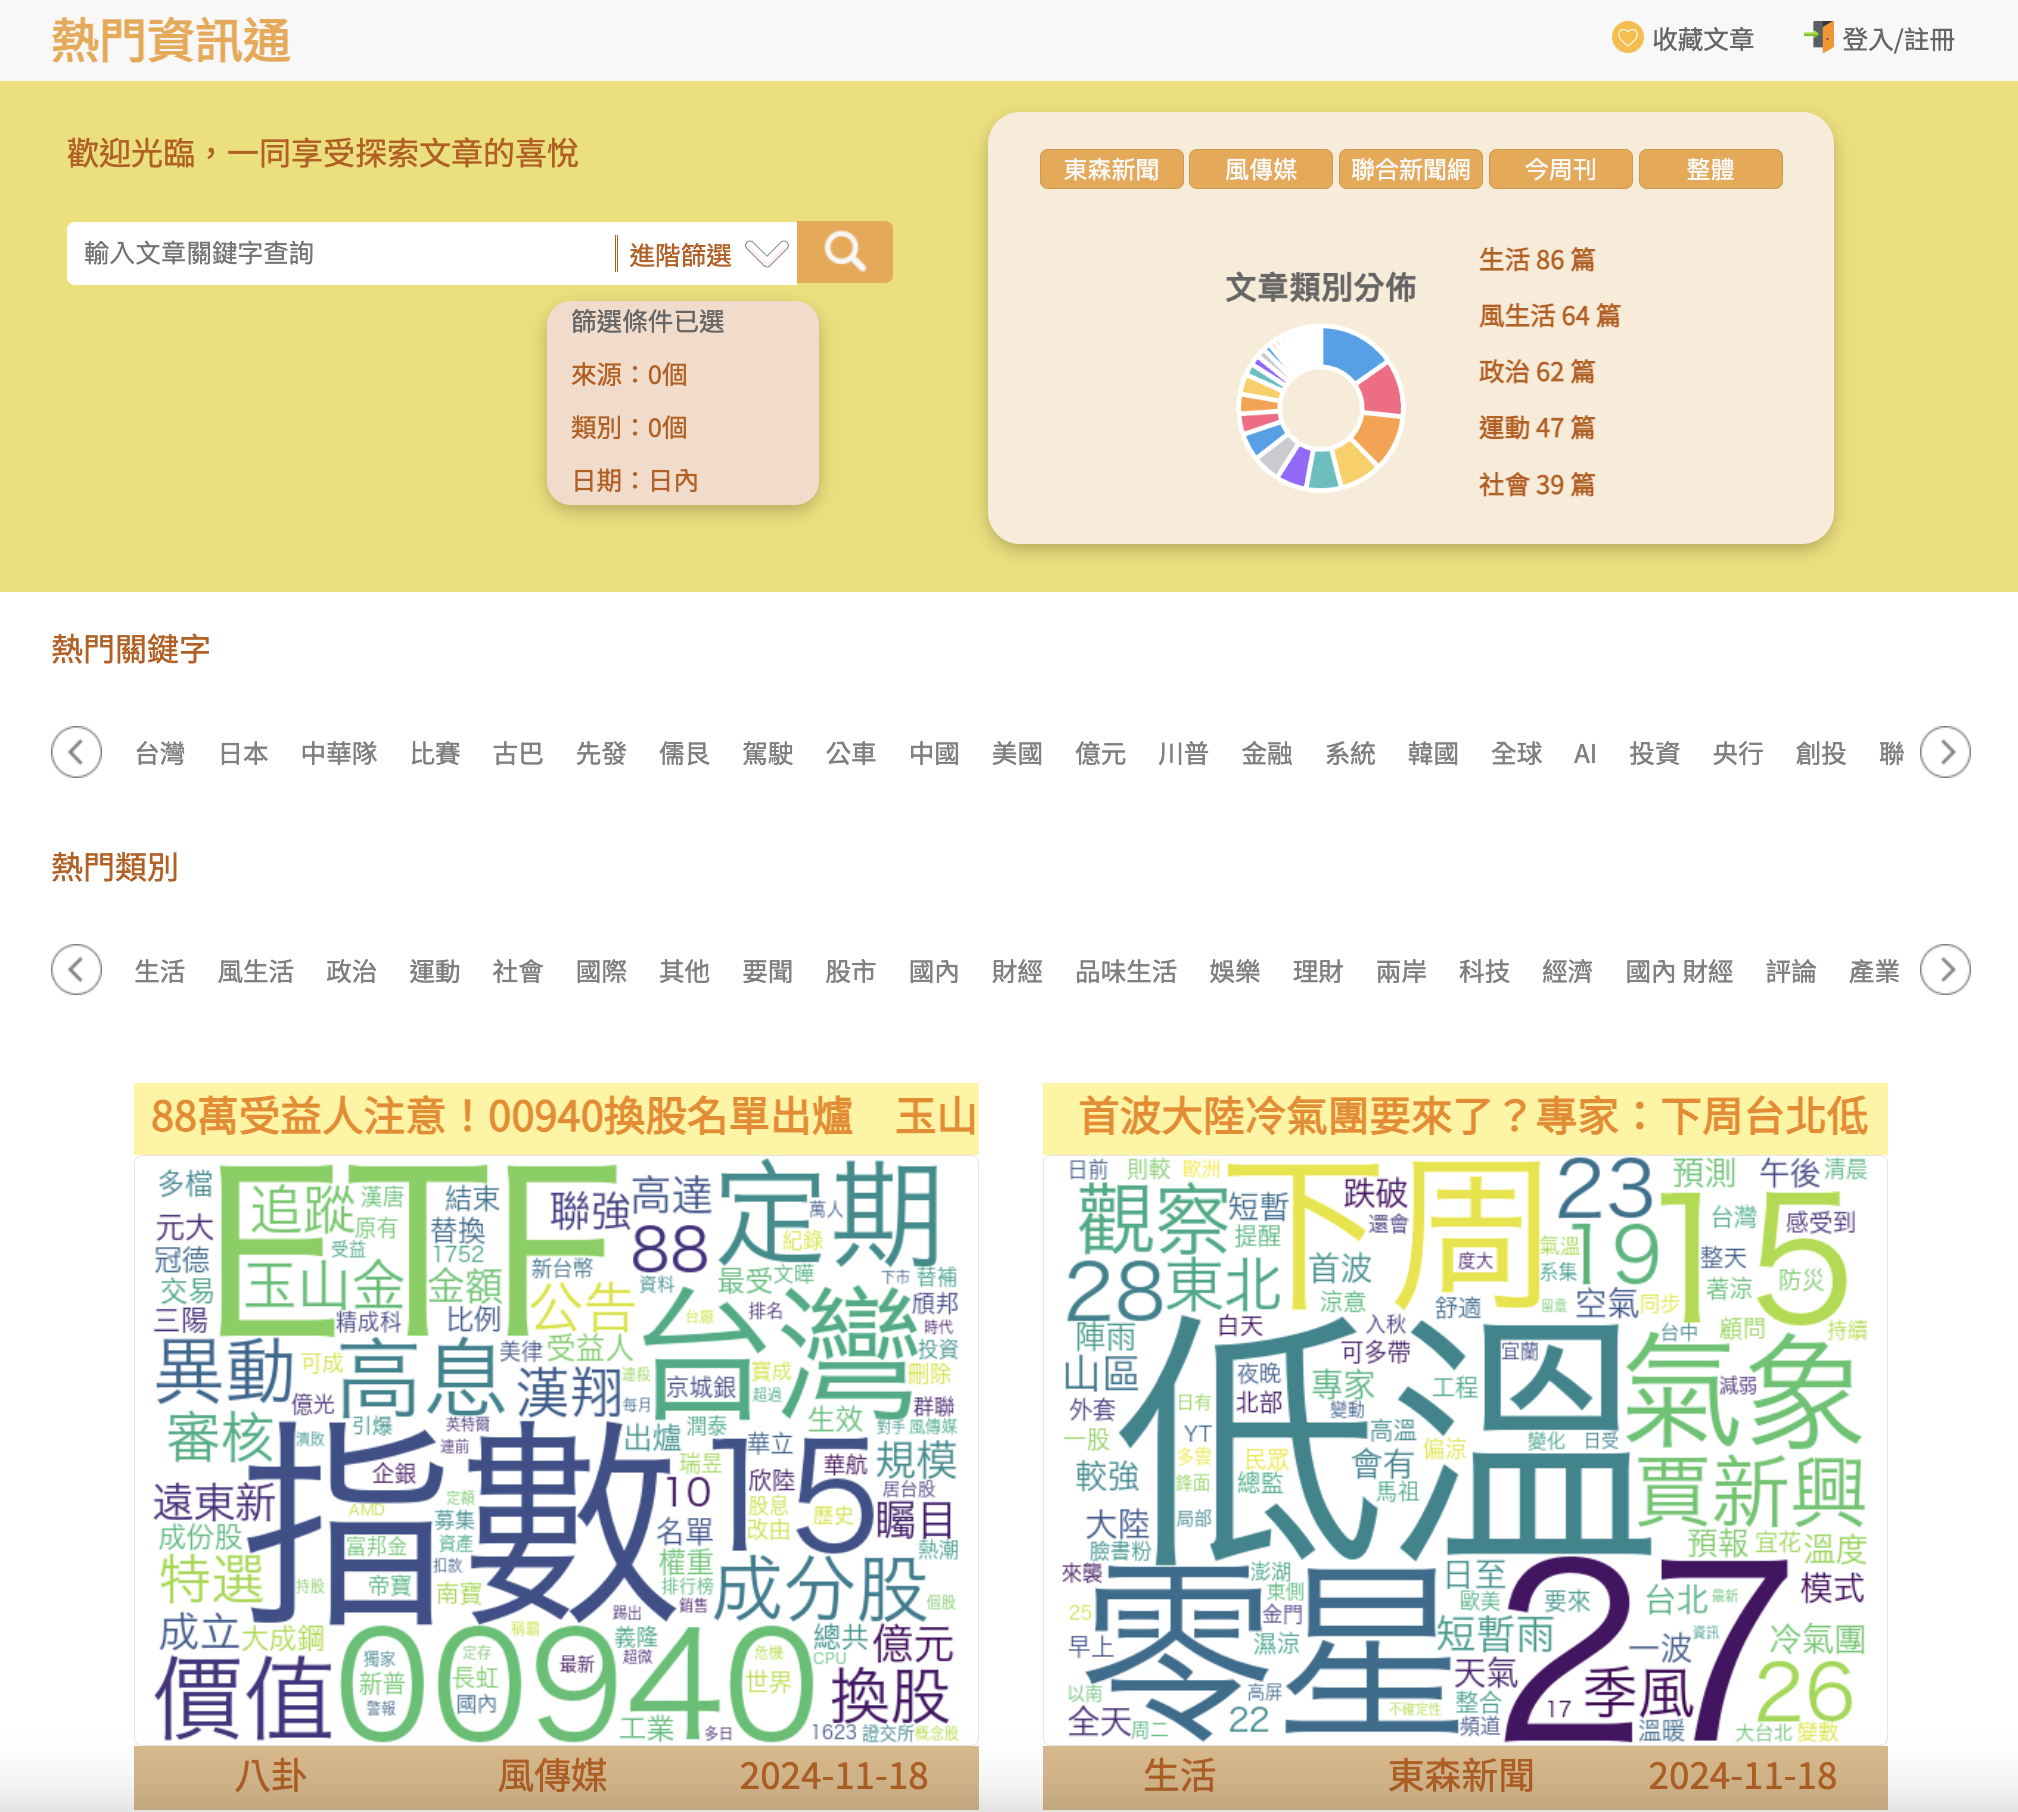 熱門資訊通
收藏文章
登入/註冊
歡迎光臨，一同享受探索文章的喜悅
輸入文章關鍵字查詢
進階篩選
篩選條件已選
來源：0個
類別：0個
日期：日內
東森新聞 風傳媒 聯合新聞網 今周刊 整體
文章類別分佈
生活 86 篇
風生活 64 篇
政治 62 篇
運動 47 篇
社會 39 篇
熱門關鍵字
台灣 日本 中華隊 比賽 古巴 先發 儒艮 駕駛 公車 中國 美國 億元 川普 金融 系統 韓國 全球 AI 投資 央行 創投 聯
熱門類別
生活 風生活 政治 運動 社會 國際 其他 要聞 股市 國內 財經 品味生活 娛樂 理財 兩岸 科技 經濟 國內 財經 評論 產業
88萬受益人注意！00940換股名單出爐　玉山
多檔
元大
冠德
交易
三陽
ETF
追蹤
漢唐
原有
受益
玉山金
精成科
結束
替換
1752
金額
比例
聯強
高達
88
新台幣
資料
公告
定期
萬人
紀錄
最受
文曄
下市
替補
頎邦
時代
投資
刪除
台灣
台廠
排名
異動
可成
億光
高息
美律
受益人
漢翔
連殺
每月
京城銀
寶成
超過
生效
群聯
對手
風傳媒
審核
潰敗
引爆
英特爾
連前
出爐
潤泰
華立
瑞昱
指數
企銀
遠東新
成份股
特選
持股
AMD
富邦金
帝寶
定額
募集
資產
扣款
南寶
10
名單
權重
排行榜
銷售
踢出
欣陸
股息
改由
15
華航
歷史
規模
居台股
矚目
熱潮
成分股
個股
成立
大成鋼
價值
00940
獨家
新普
警報
定存
長虹
國內
稱霸
最新
義隆
超微
工業
多日
危機
世界
總共
CPU
億元
換股
1623
證交所
概念股
八卦 風傳媒 2024-11-18
首波大陸冷氣團要來了？專家：下周台北低
日前
則較
歐洲
觀察
短暫
提醒
下周
跌破
還會
度大
23
預測
午後
清晨
15
台灣
感受到
28
東北
首波
涼意
舒適
氣溫
系集
19
留意
空氣
同步
整天
著涼
防災
陣雨
山區
外套
一股
較強
白天
入秋
可多帶
夜晚
北部
專家
變動
工程
宜蘭
台中
顧問
持續
低溫
日有
YT
多雲
鋒面
局部
民眾
總監
高溫
會有
馬祖
偏涼
變化
日受
氣象
減弱
賈新興
大陸
臉書粉
來襲
預報
宜花
溫度
零星
25
早上
以南
全天
周二
澎湖
東側
金門
濕涼
高屏
22
日至
歐美
要來
短暫雨
天氣
整合
頻道
不確定性
27
17
季風
溫暖
台北
最新
模式
一波
資訊
冷氣團
26
大台北
變數
生活 東森新聞 2024-11-18